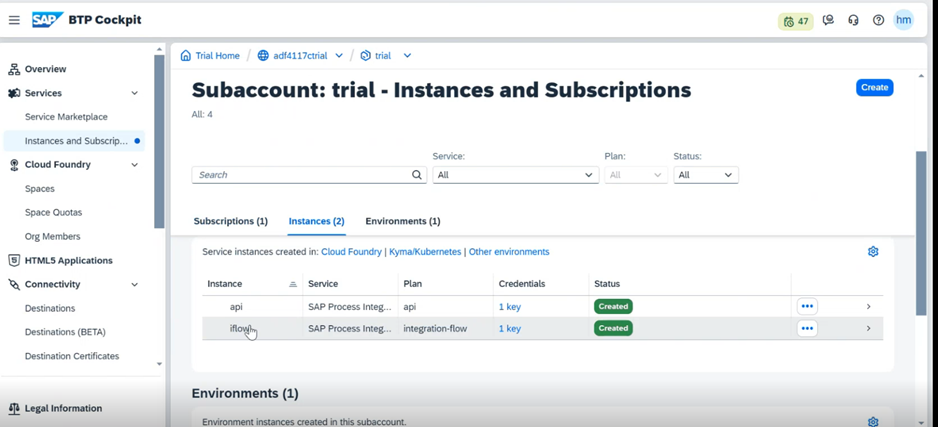 SAP BTP Cockpit 47 hm
Trial Home / adf4117ctrial / trial
Overview
Services
Service Marketplace
Instances and Subscrip...
Cloud Foundry
Spaces
Space Quotas
Org Members
HTML5 Applications
Connectivity
Destinations
Destinations (BETA)
Destination Certificates
Legal Information
Subaccount: trial - Instances and Subscriptions Create
All: 4
Service: Plan: Status:
Search All All All
Subscriptions (1) Instances (2) Environments (1)
Service instances created in: Cloud Foundry | Kyma/Kubernetes | Other environments
Instance Service Plan Credentials Status
api SAP Process Integ... api 1 key Created
iflow SAP Process Integ... integration-flow 1 key Created
Environments (1)
Environment instances created in this subaccount.